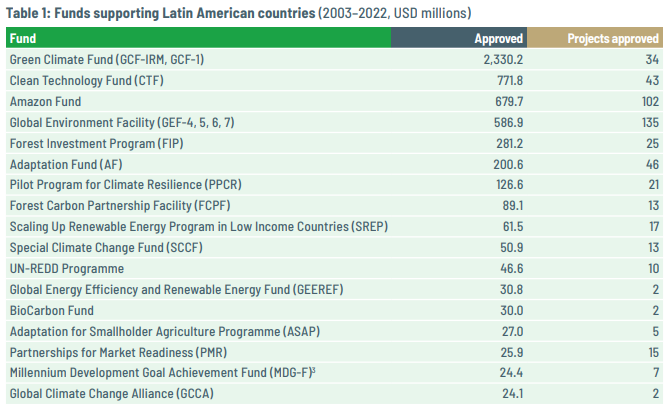 Table 1: Funds supporting Latin American countries (2003–2022, USD millions)
Fund Approved Projects approved
Green Climate Fund (GCF-IRM, GCF-1) 2,330.2 34
Clean Technology Fund (CTF) 771.8 43
Amazon Fund 679.7 102
Global Environment Facility (GEF-4, 5, 6, 7) 586.9 135
Forest Investment Program (FIP) 281.2 25
Adaptation Fund (AF) 200.6 46
Pilot Program for Climate Resilience (PPCR) 126.6 21
Forest Carbon Partnership Facility (FCPF) 89.1 13
Scaling Up Renewable Energy Program in Low Income Countries (SREP) 61.5 17
Special Climate Change Fund (SCCF) 50.9 13
UN-REDD Programme 46.6 10
Global Energy Efficiency and Renewable Energy Fund (GEEREF) 30.8 2
BioCarbon Fund 30.0 2
Adaptation for Smallholder Agriculture Programme (ASAP) 27.0 5
Partnerships for Market Readiness (PMR) 25.9 15
Millennium Development Goal Achievement Fund (MDG-F)³ 24.4 7
Global Climate Change Alliance (GCCA) 24.1 2